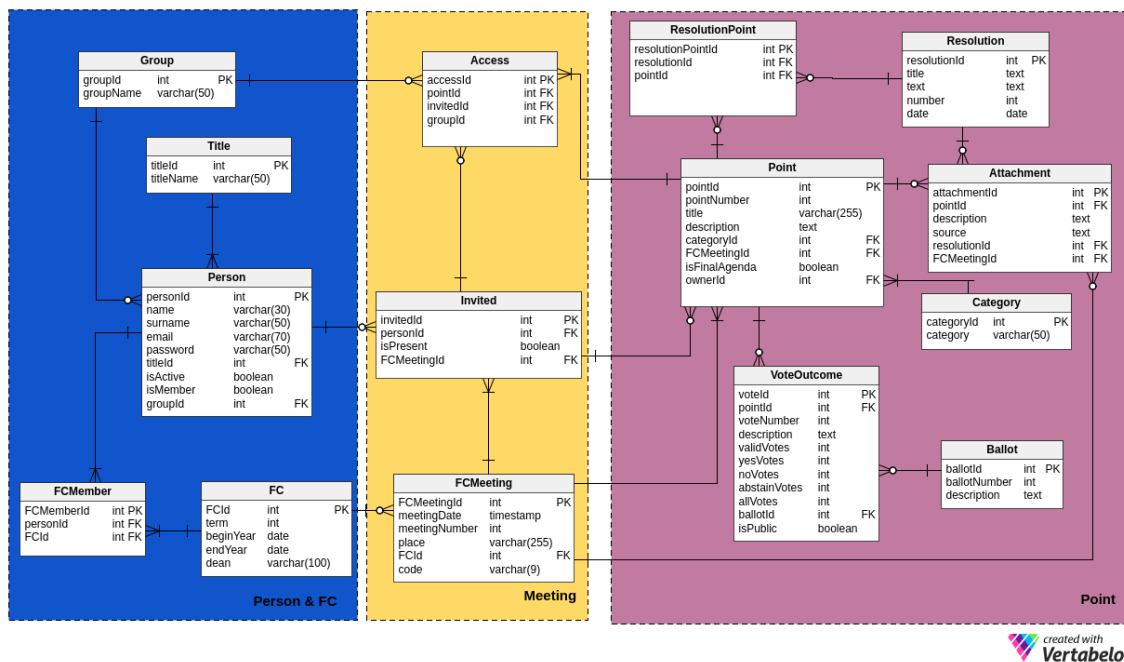 Group
groupId int PK
groupName varchar(50)
Title
titleId int PK
titleName varchar(50)
Person
personId int PK
name varchar(30)
surname varchar(50)
email varchar(70)
password varchar(50)
titleId int FK
isActive boolean
isMember boolean
groupId int FK
FCMember
FCMemberId int PK
personId int FK
FCId int FK
FC
FCId int PK
term int
beginYear date
endYear date
dean varchar(100)
Person & FC
Access
accessId int PK
pointId int FK
invitedId int FK
groupId int FK
Invited
invitedId int PK
personId int FK
isPresent boolean
FCMeetingId int FK
FCMeeting
FCMeetingId int PK
meetingDate timestamp
meetingNumber int
place varchar(255)
FCId int FK
code varchar(9)
Meeting
ResolutionPoint
resolutionPointId int PK
resolutionId int FK
pointId int FK
Resolution
resolutionId int PK
title text
text text
number int
date date
Point
pointId int PK
pointNumber int
title varchar(255)
description text
categoryId int FK
FCMeetingId int FK
isFinalAgenda boolean
ownerId int FK
Attachment
attachmentId int PK
pointId int FK
description text
source text
resolutionId int FK
FCMeetingId int FK
Category
categoryId int PK
category varchar(50)
VoteOutcome
voteId int PK
pointId int FK
voteNumber int
description text
validVotes int
yesVotes int
noVotes int
abstainVotes int
allVotes int
ballotId int FK
isPublic boolean
Ballot
ballotId int PK
ballotNumber int
description text
Point
created with
Vertabelo